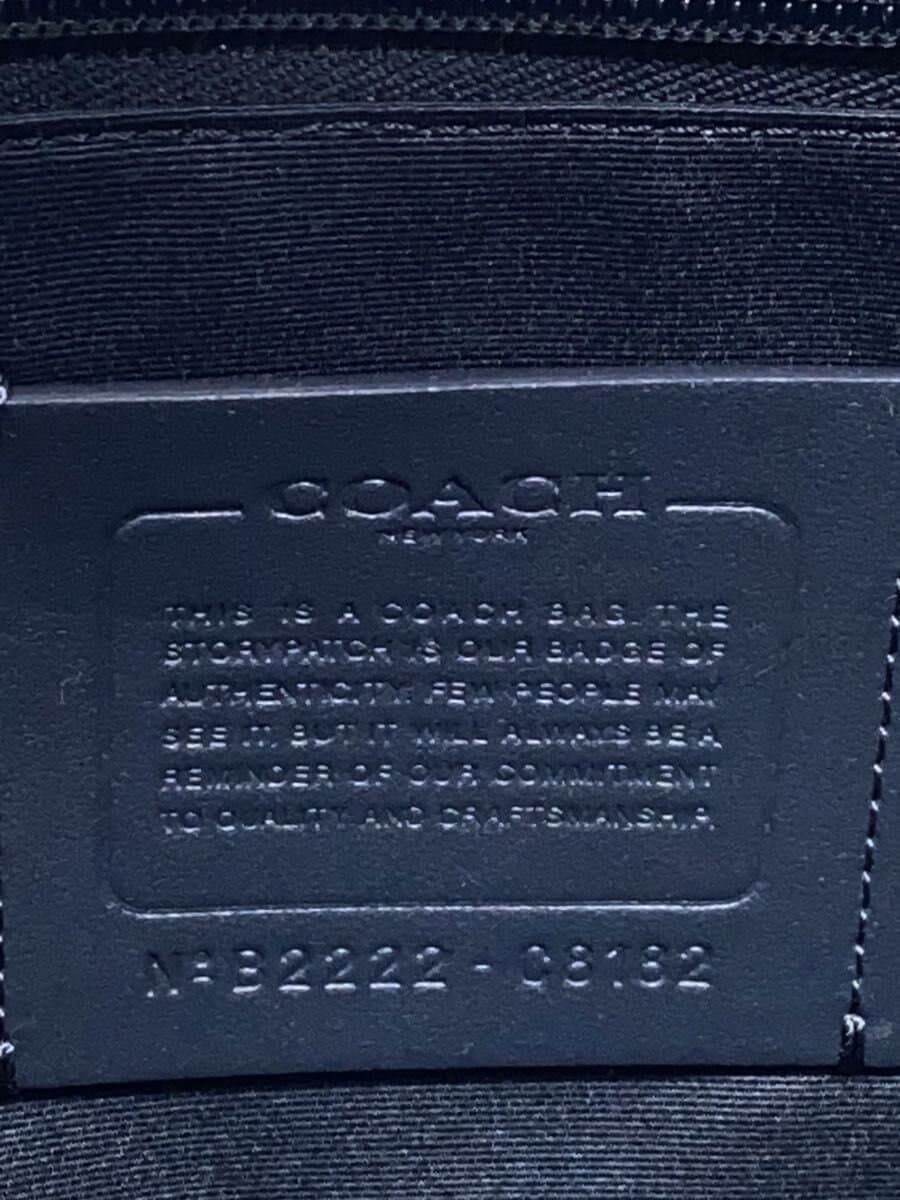 COACH
NEW YORK
THIS IS A COACH BAG. THE
STORYPATCH IS OUR BADGE OF
AUTHENTICITY. FEW PEOPLE MAY
SEE IT. BUT IT WILL ALWAYS BE A
REMINDER OF OUR COMMITMENT
TO QUALITY AND CRAFTSMANSHIP.
Nº B2222 - C8182